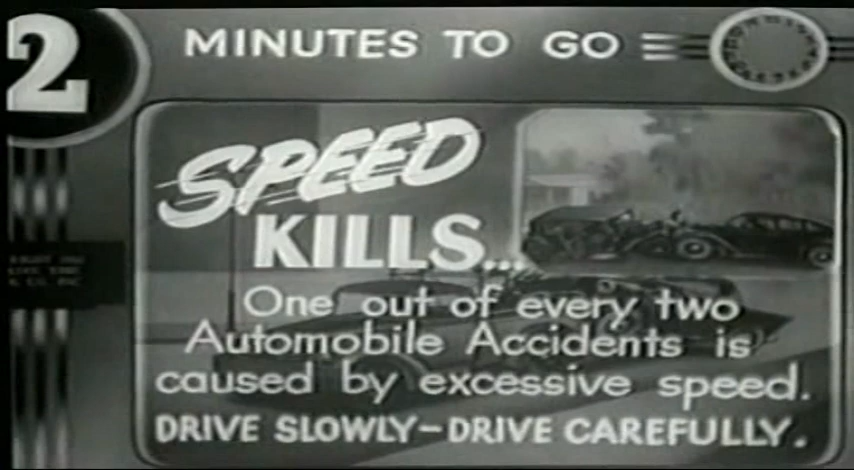 2
MINUTES TO GO
SPEED
KILLS...
One out of every two
Automobile Accidents is
caused by excessive speed.
DRIVE SLOWLY–DRIVE CAREFULLY.